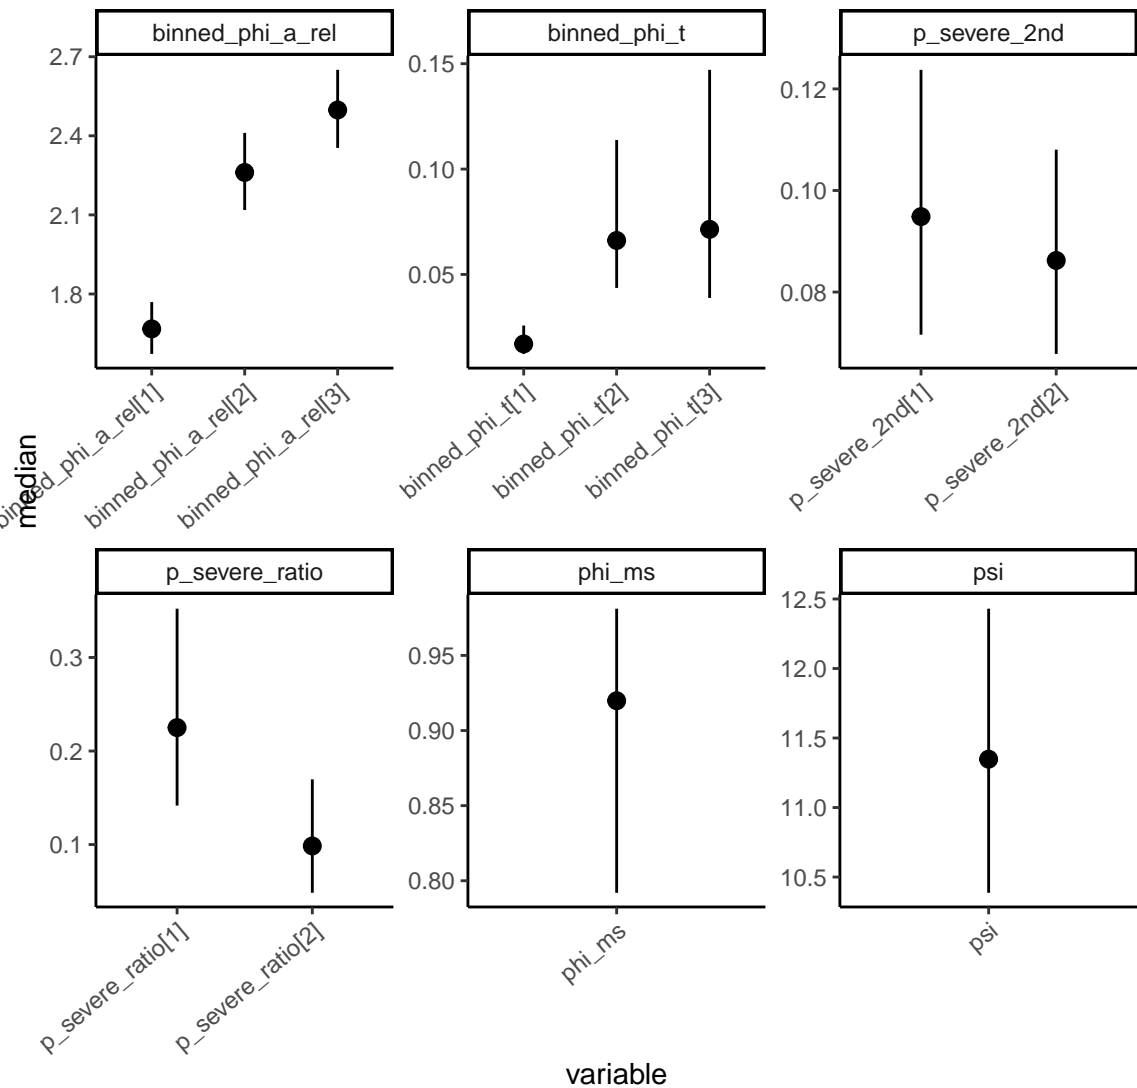 binned_phi_a_rel
binned_phi_t
p_severe_2nd
2.7
2.4
2.1
1.8
0.15
0.10
0.05
0.12
0.10
0.08
binned_phi_a_rel[1]
binned_phi_a_rel[2]
binned_phi_a_rel[3]
binned_phi_t[1]
binned_phi_t[2]
binned_phi_t[3]
p_severe_2nd[1]
p_severe_2nd[2]
median
p_severe_ratio
phi_ms
psi
0.3
0.2
0.1
0.95
0.90
0.85
0.80
12.5
12.0
11.5
11.0
10.5
p_severe_ratio[1]
p_severe_ratio[2]
phi_ms
psi
variable